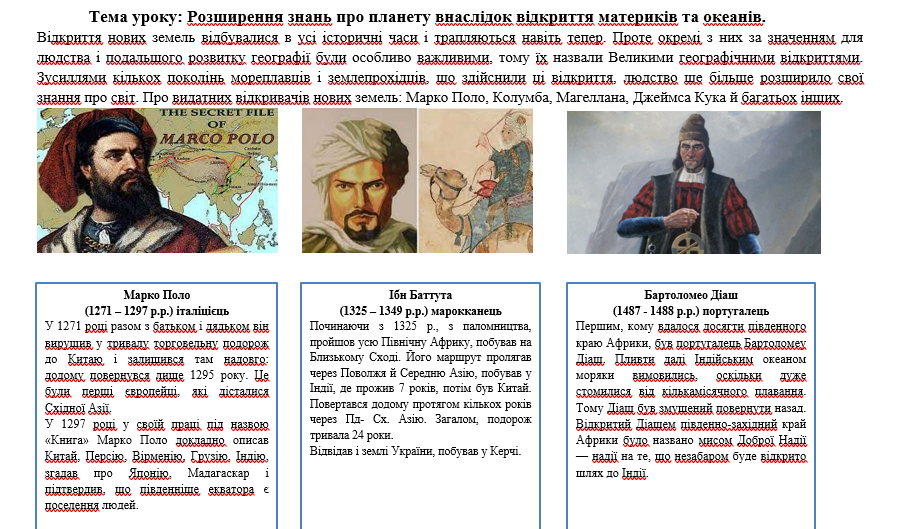 Тема уроку: Розширення знань про планету внаслідок відкриття материків та океанів.
Відкриття нових земель відбувалися в усі історичні часи і трапляються навіть тепер. Проте окремі з них за значенням для
людства і подальшого розвитку географії були особливо важливими, тому їх назвали Великими географічними відкриттями.
Зусиллями кількох поколінь мореплавців і землепрохідців, що здійснили ці відкриття, людство ще більше розширило свої
знання про світ. Про видатних відкривачів нових земель: Марко Поло, Колумба, Магеллана, Джеймса Кука й багатьох інших.
THE SECRET FILE
OF
MARCO POLO
Марко Поло
(1271 – 1297 р.р.) італієць
У 1271 році разом з батьком і дядьком він
вирушив у тривалу торговельну подорож
до Китаю і залишився там надовго:
додому повернувся лише 1295 року. Це
були перші європейці, які дісталися
Східної Азії.
У 1297 році у своїй праці під назвою
«Книга» Марко Поло докладно описав
Китай, Персію, Вірменію, Грузію, Індію,
згадав про Японію, Мадагаскар і
підтвердив, що південніше екватора є
поселення людей.
Ібн Баттута
(1325 – 1349 р.р.) марокканець
Починаючи з 1325 р., з паломництва,
пройшов усю Північну Африку, побував на
Близькому Сході. Його маршрут пролягав
через Поволжя й Середню Азію, побував у
Індії, де прожив 7 років, потім був Китай.
Повертався додому протягом кількох років
через Пд- Сх. Азію. Загалом, подорож
тривала 24 роки.
Відвідав і землі України, побував у Керчі.
Бартоломео Діаш
(1487 - 1488 р.р.) португалець
Першим, кому вдалося досягти південного
краю Африки, був португалець Бартоломеу
Діаш. Пливти далі Індійським океаном
моряки вимовились, оскільки дуже
стомилися від кількамісячного плавання.
Тому Діаш був змушений повернути назад.
Відкритий Діашем південно-західний край
Африки було названо мисом Доброї Надії
— надії на те, що незабаром буде відкрито
шлях до Індії.